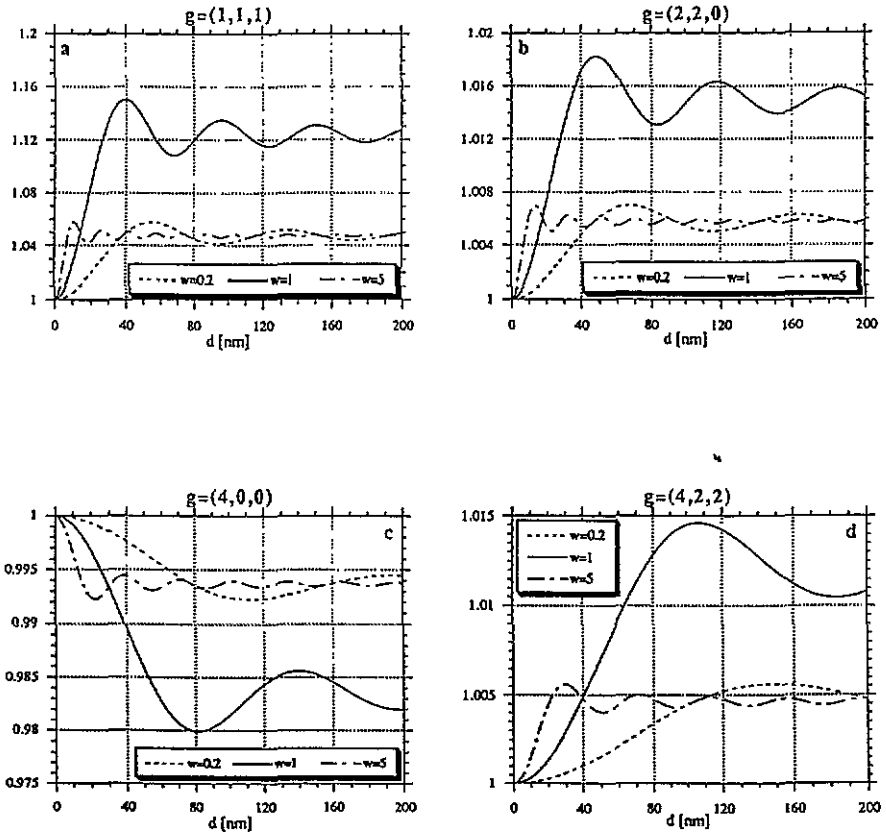 g=(1,1,1)
a
1.2
1.16
1.12
1.08
1.04
1
w=0.2 w=1 w=5
0 40 80 120 160 200
d [nm]
g=(2,2,0)
b
1.02
1.016
1.012
1.008
1.004
1
w=0.2 w=1 w=5
0 40 80 120 160 200
d [nm]
g=(4,0,0)
c
1
0.995
0.99
0.985
0.98
0.975
w=0.2 w=1 w=5
0 40 80 120 160 200
d [nm]
g=(4,2,2)
d
1.015
1.01
1.005
1
w=0.2
w=1
w=5
0 40 80 120 160 200
d [nm]